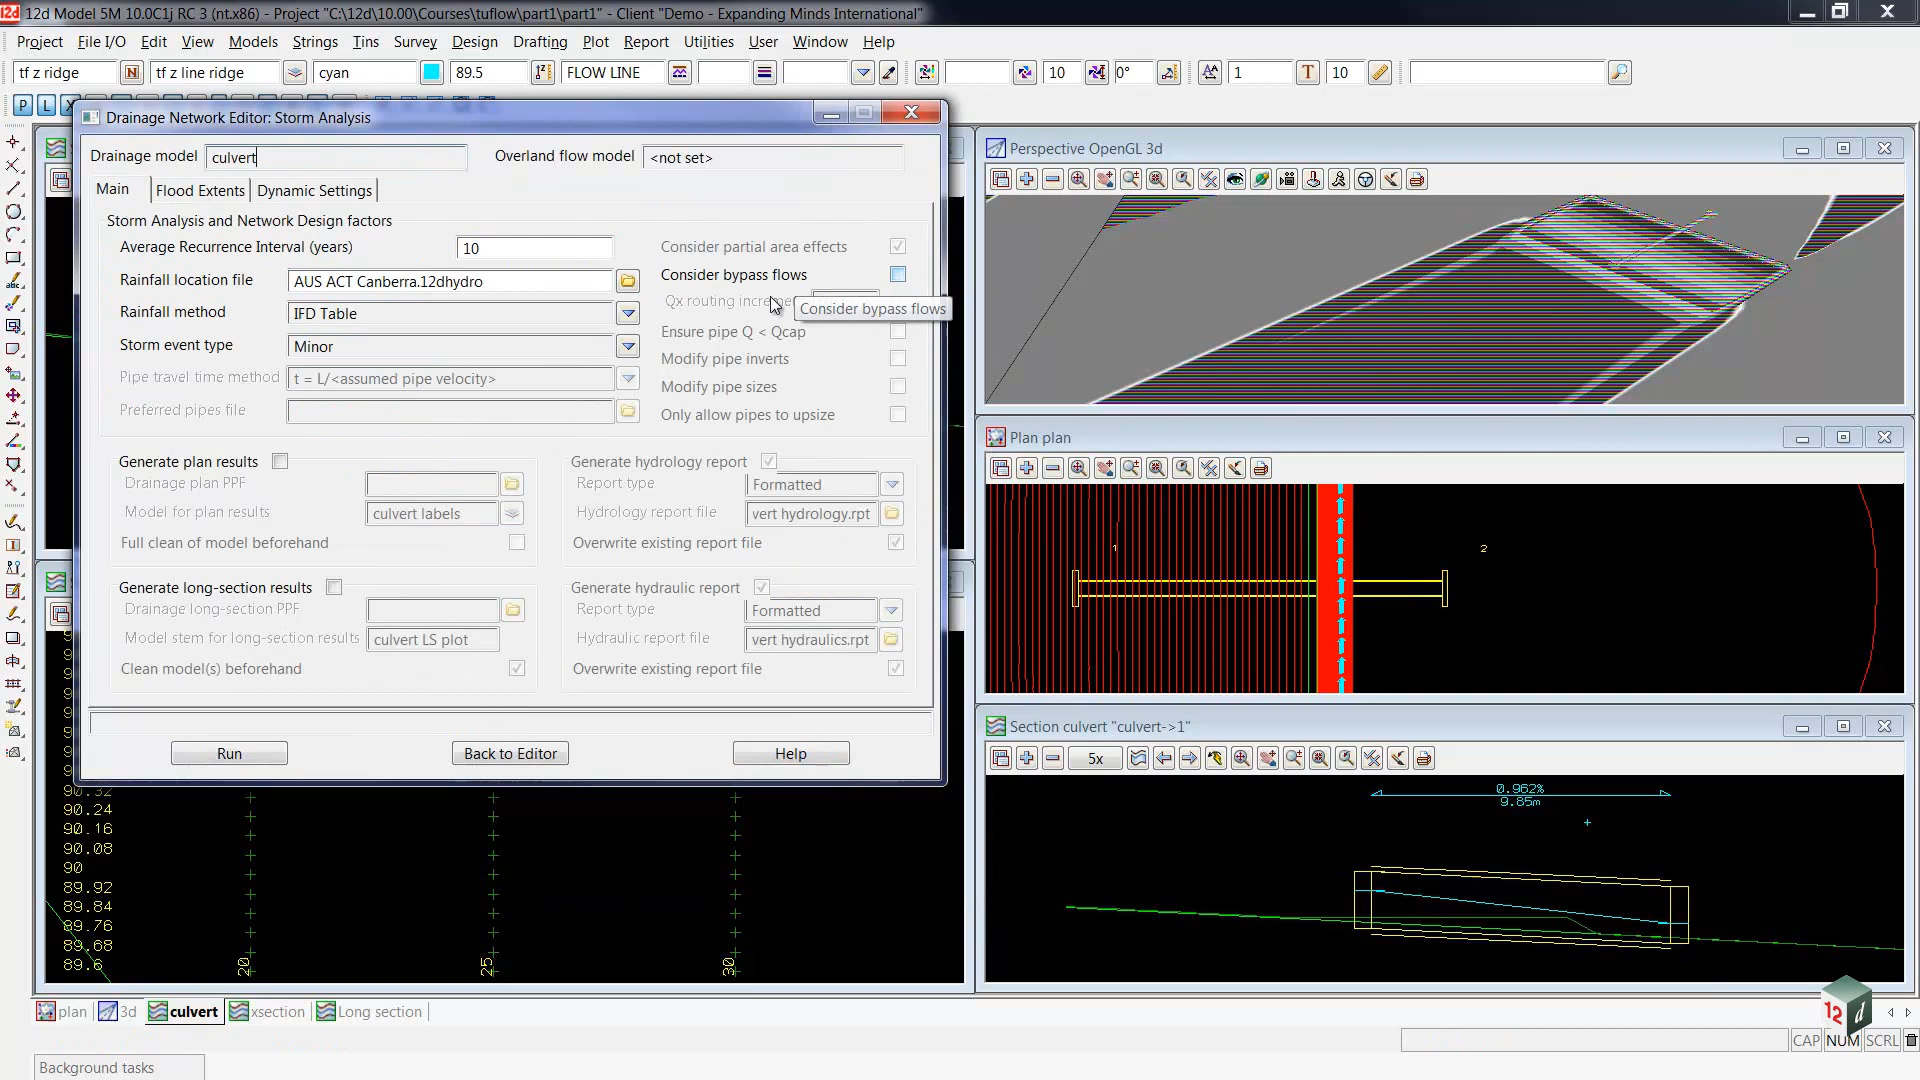 12d Model 5M 10.0C1j RC 3 (nt.x86) - Project "C:\12d\10.00\Courses\tuflow\part1\part1" - Client "Demo - Expanding Minds International"
Project File I/O Edit View Models Strings Tins Survey Design Drafting Plot Report Utilities User Window Help
tf z ridge N tf z line ridge cyan 89.5 FLOW LINE 10 0° 1 T 10
P L X
Drainage Network Editor: Storm Analysis
Drainage model culvert Overland flow model <not set>
Main Flood Extents Dynamic Settings
Storm Analysis and Network Design factors
Average Recurrence Interval (years) 10 Consider partial area effects
Rainfall location file AUS ACT Canberra.12dhydro Consider bypass flows
Rainfall method IFD Table Qx routing increme Consider bypass flows
Storm event type Minor Ensure pipe Q < Qcap
Modify pipe inverts
Pipe travel time method t = L/<assumed pipe velocity> Modify pipe sizes
Preferred pipes file Only allow pipes to upsize
Generate plan results Generate hydrology report
Drainage plan PPF Report type Formatted
Model for plan results culvert labels Hydrology report file vert hydrology.rpt
Full clean of model beforehand Overwrite existing report file
Generate long-section results Generate hydraulic report
Drainage long-section PPF Report type Formatted
Model stem for long-section results culvert LS plot Hydraulic report file vert hydraulics.rpt
Clean model(s) beforehand Overwrite existing report file
Run Back to Editor Help
Perspective OpenGL 3d
Plan plan
1 2
Section culvert "culvert->1"
5x
0.962%
9.85m
90.32
90.24
90.16
90.08
90
89.92
89.84
89.76
89.68
89.6
20 25 30
plan 3d culvert xsection Long section
12 d
CAP NUM SCRL
Background tasks